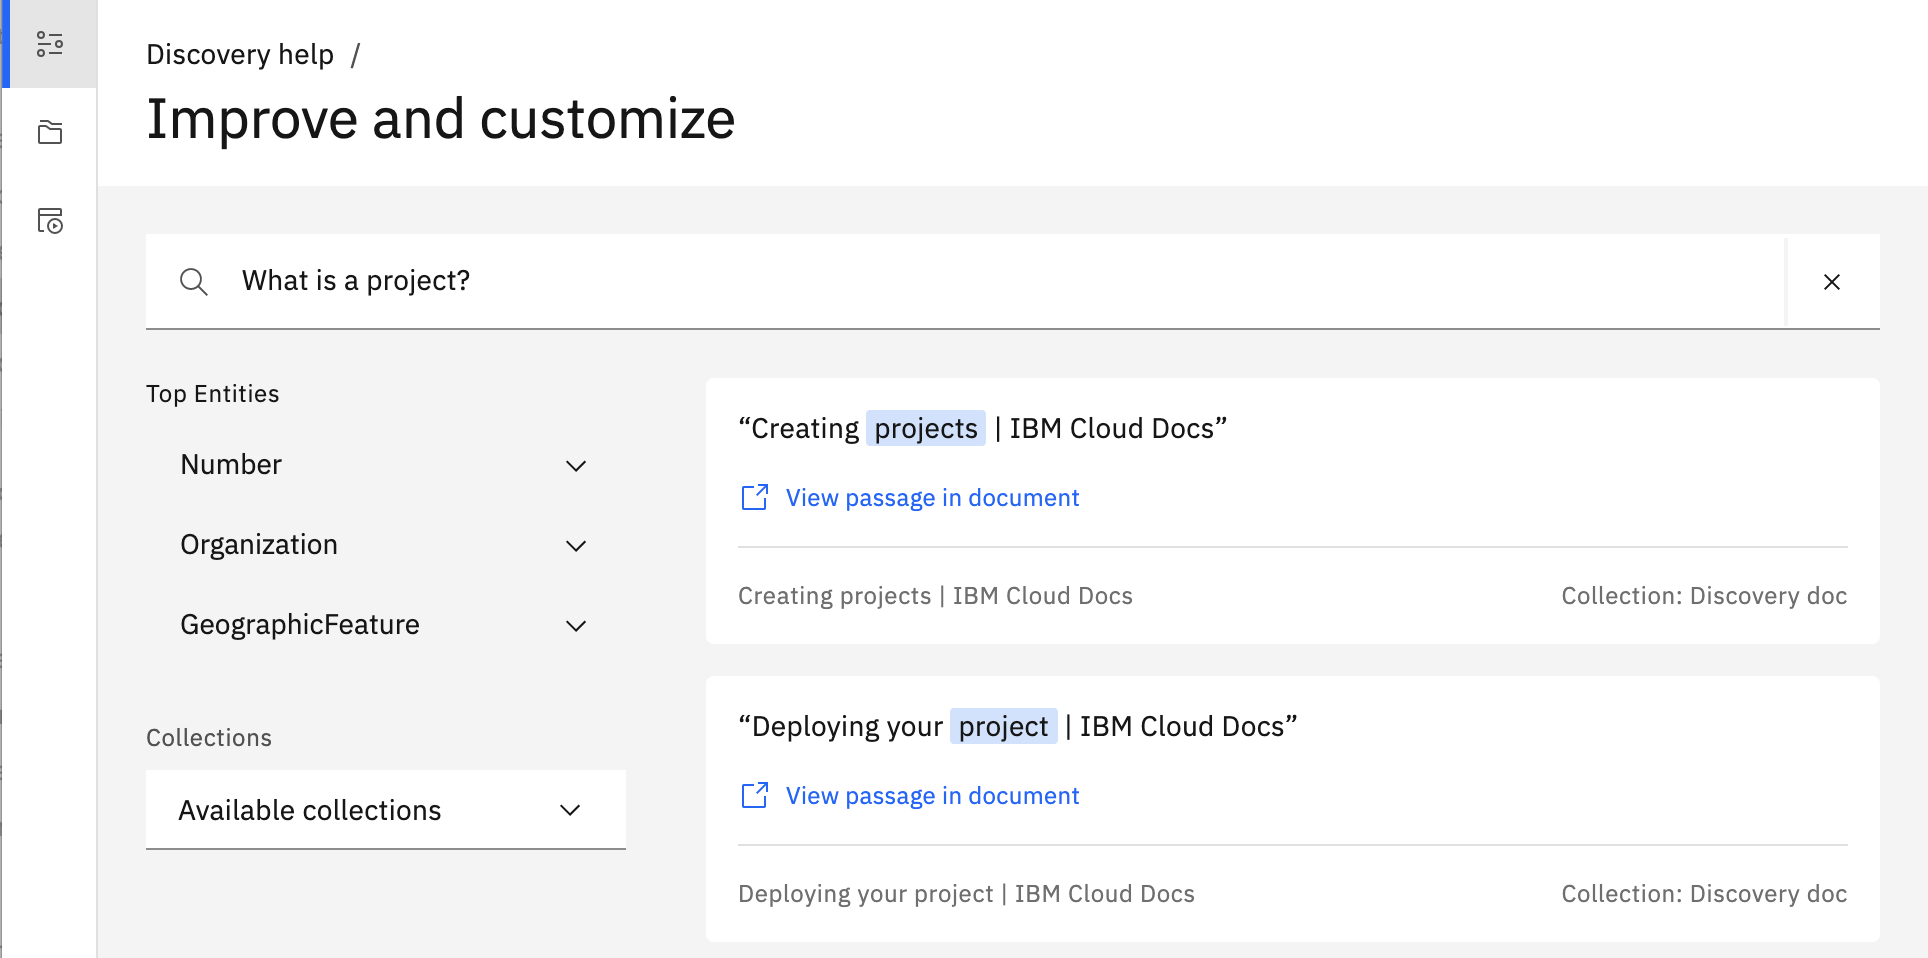 Discovery help /
Improve and customize
What is a project?
Top Entities
Number
Organization
GeographicFeature
Collections
Available collections
“Creating projects | IBM Cloud Docs”
View passage in document
Creating projects | IBM Cloud Docs
Collection: Discovery doc
“Deploying your project | IBM Cloud Docs”
View passage in document
Deploying your project | IBM Cloud Docs
Collection: Discovery doc